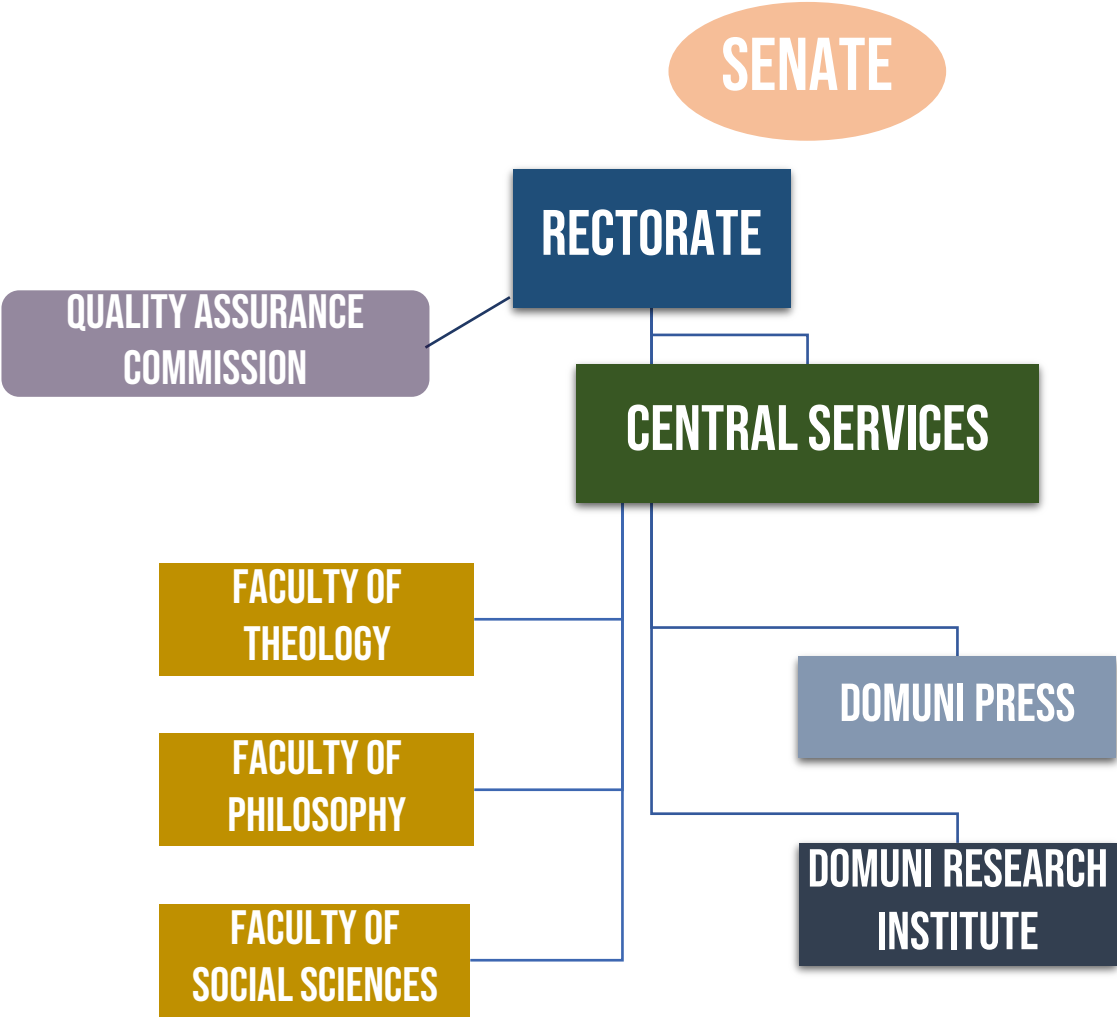 SENATE
RECTORATE
QUALITY ASSURANCE
COMMISSION
CENTRAL SERVICES
FACULTY OF
THEOLOGY
DOMUNI PRESS
FACULTY OF
PHILOSOPHY
DOMUNI RESEARCH
INSTITUTE
FACULTY OF
SOCIAL SCIENCES